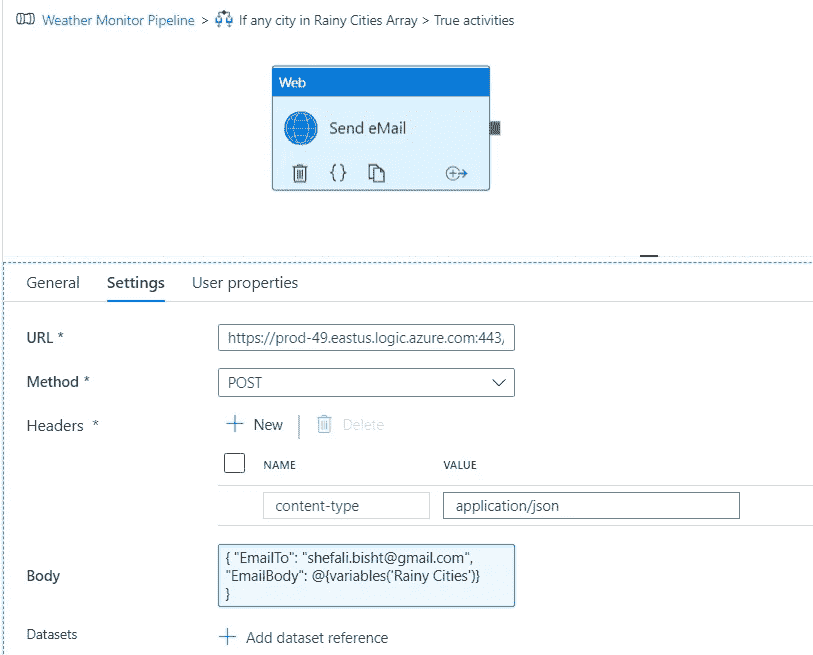 Weather Monitor Pipeline > If any city in Rainy Cities Array > True activities
Web
Send eMail
{}
General Settings User properties
URL *
https://prod-49.eastus.logic.azure.com:443,
Method *
POST
Headers *
New | Delete
NAME VALUE
content-type application/json
Body
{ "EmailTo": "shefali.bisht@gmail.com",
"EmailBody": @{variables('Rainy Cities')}
}
Datasets
Add dataset reference